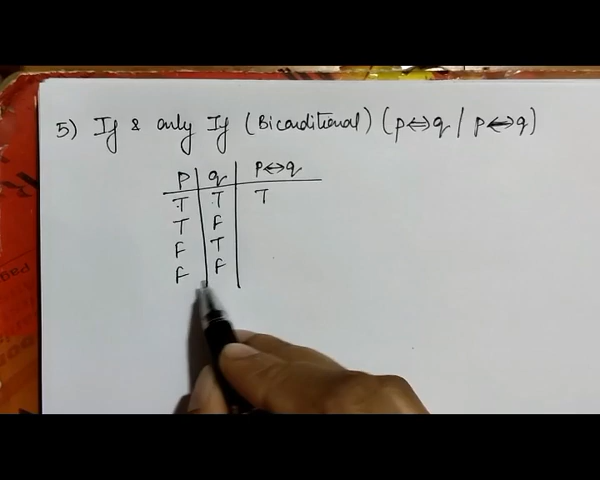 5) If & only If (Biconditional) (p⇔q / p↔q)
p q p↔q
T T T
T F
F T
F F